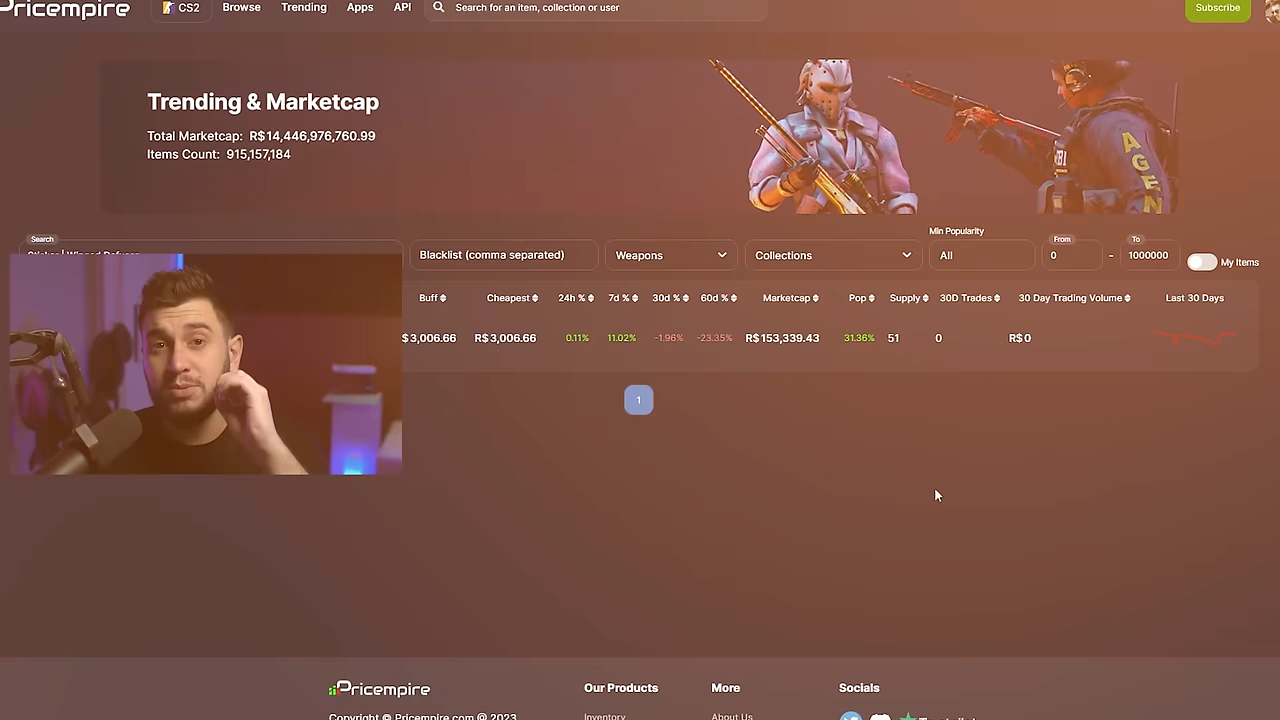 Pricempire CS2 Browse Trending Apps API Search for an item, collection or user Subscribe
Trending & Marketcap
Total Marketcap: R$14,446,976,760.99
Items Count: 915,157,184
AGEN
Search
Blacklist (comma separated) Weapons Collections Min Popularity All From 0 - To 1000000 My Items
Buff Cheapest 24h % 7d % 30d % 60d % Marketcap Pop Supply 30D Trades 30 Day Trading Volume Last 30 Days
$3,006.66 R$3,006.66 0.11% 11.02% -1.96% -23.35% R$153,339.43 31.36% 51 0 R$0
1
Pricempire Our Products More Socials
Copyright © Pricempire.com @ 2023 Inventory About Us